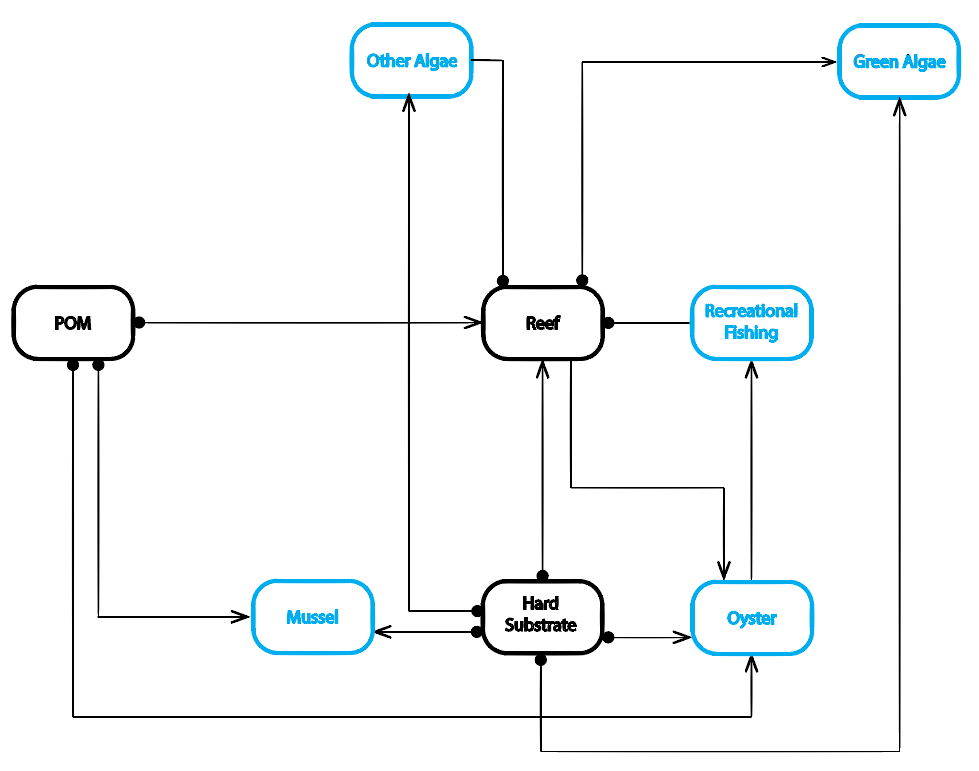 Other Algae
Green Algae
POM
Reef
Recreational
Fishing
Mussel
Hard
Substrate
Oyster